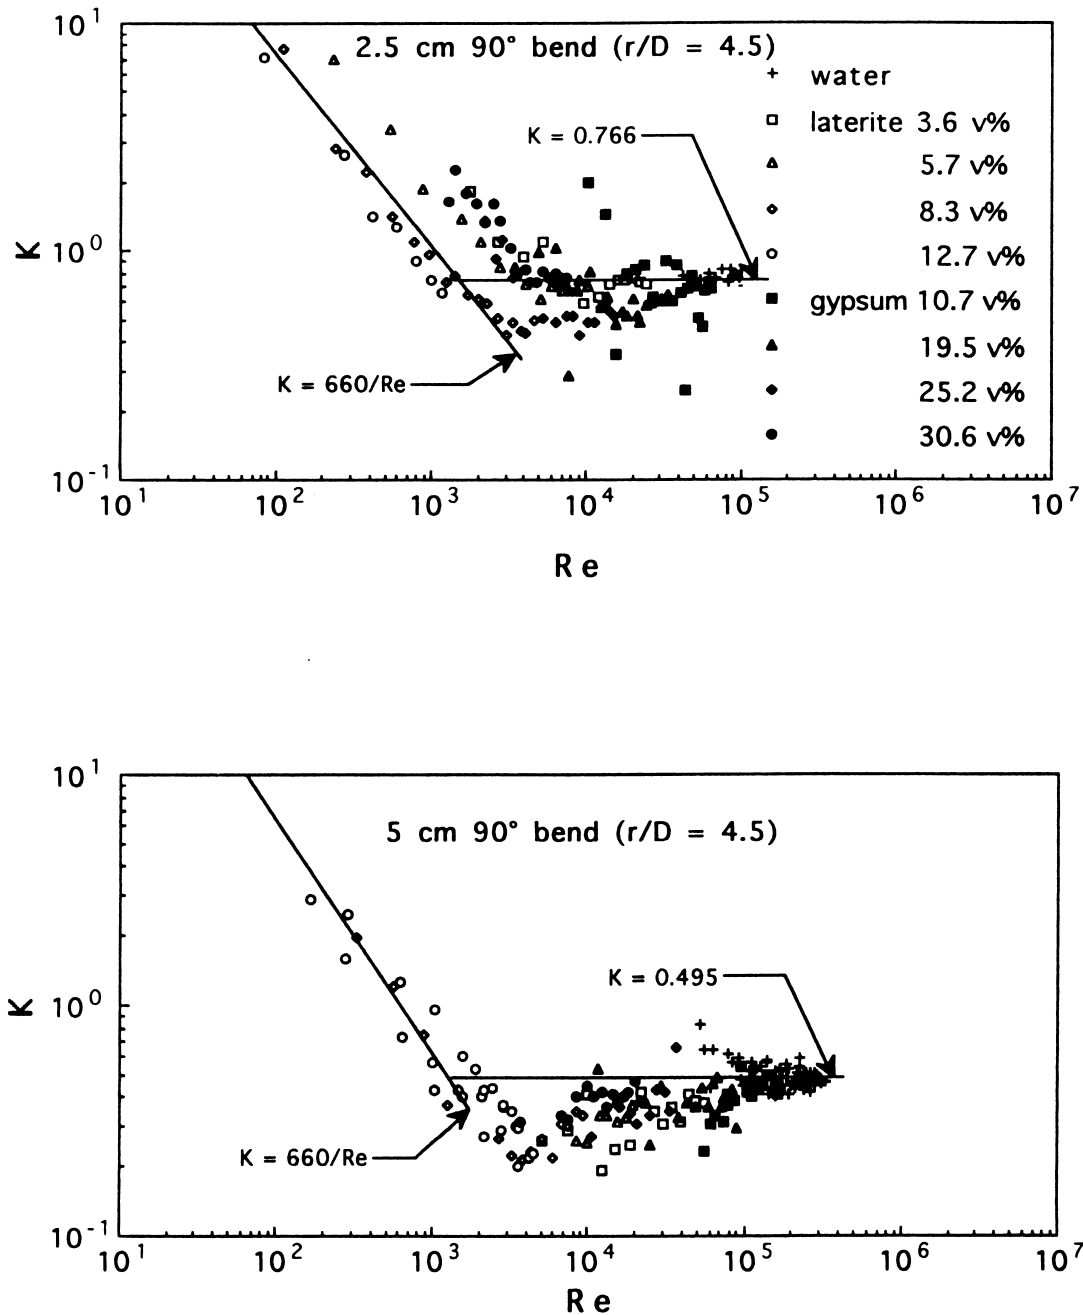 10^1
2.5 cm 90° bend (r/D = 4.5)
+ water
K = 0.766
laterite 3.6 v%
5.7 v%
8.3 v%
K
10^0
12.7 v%
gypsum 10.7 v%
19.5 v%
K = 660/Re
25.2 v%
30.6 v%
10^-1
10^1 10^2 10^3 10^4 10^5 10^6 10^7
Re
10^1
5 cm 90° bend (r/D = 4.5)
K = 0.495
K
10^0
K = 660/Re
10^-1
10^1 10^2 10^3 10^4 10^5 10^6 10^7
Re